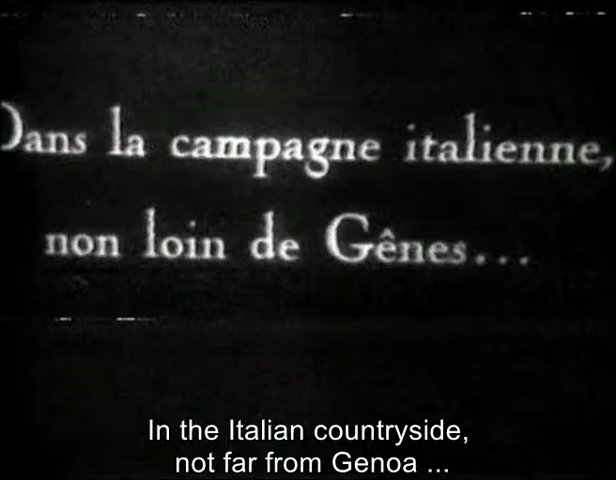 Dans la campagne italienne,
non loin de Gênes...
In the Italian countryside,
not far from Genoa ...